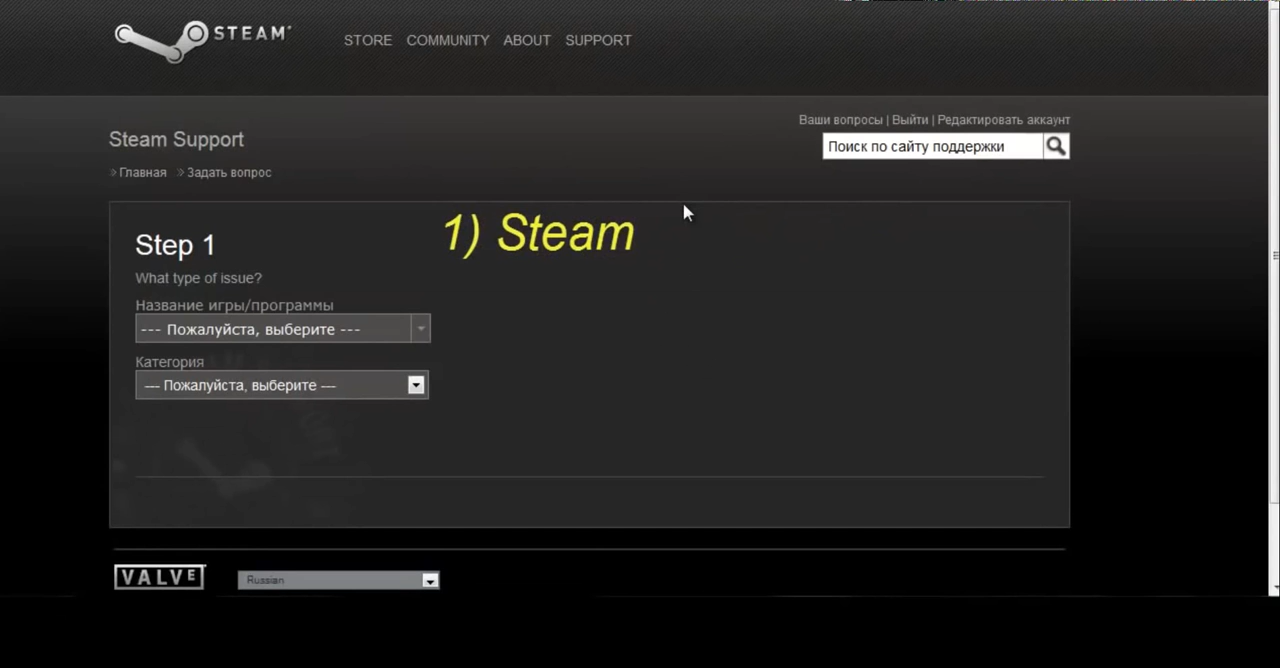 STEAM
STORE COMMUNITY ABOUT SUPPORT
Ваши вопросы | Выйти | Редактировать аккаунт
Steam Support
Поиск по сайту поддержки
» Главная » Задать вопрос
1) Steam
Step 1
What type of issue?
Название игры/программы
--- Пожалуйста, выберите ---
Категория
--- Пожалуйста, выберите ---
VALVE
Russian